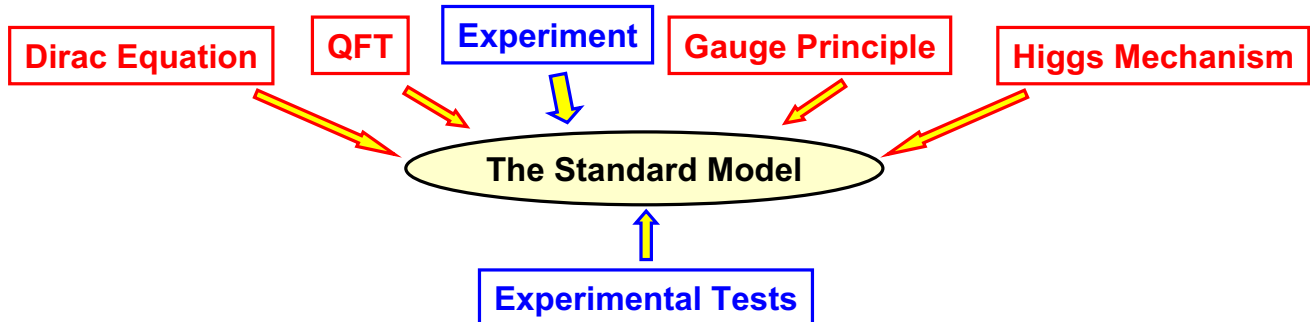 Dirac Equation
QFT
Experiment
Gauge Principle
Higgs Mechanism
The Standard Model
Experimental Tests